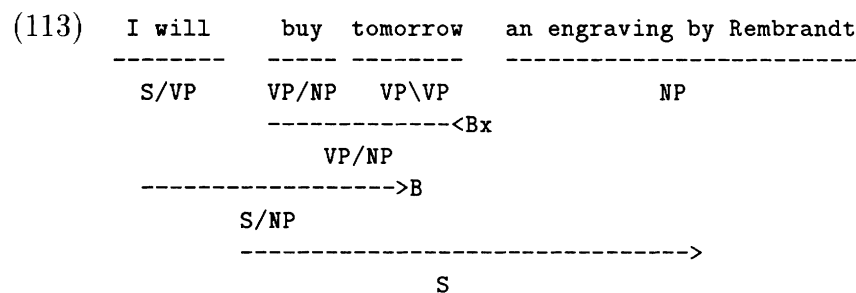 (113) I will buy tomorrow an engraving by Rembrandt
-------- ----- -------- -------------------------
S/VP VP/NP VP\VP NP
-------------<Bx
VP/NP
------------------>B
S/NP
-------------------------------->
S